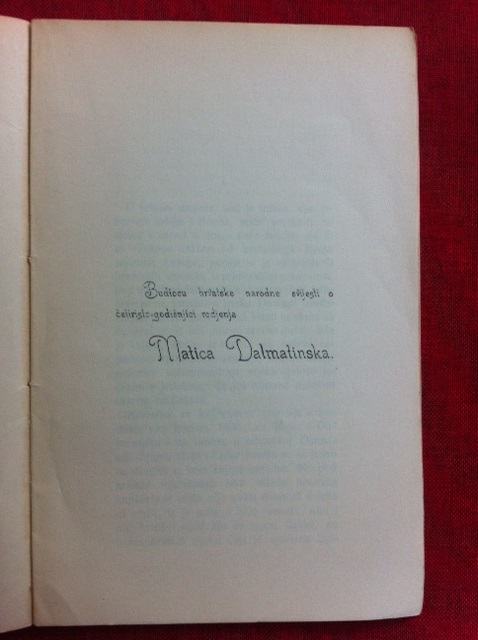 Budiocu hrvatske narodne svijesti o
četiristo-godišnjici rodjenja
Matica Dalmatinska.